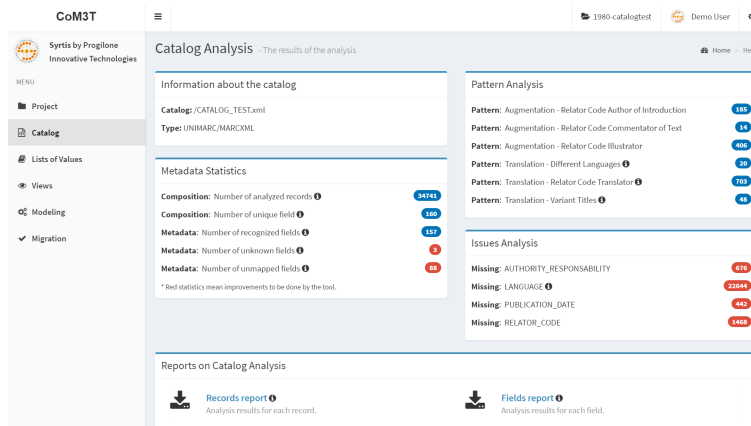 CoM3T
1980-catalogtest
Demo User
Syrtis by Progilone
Innovative Technologies
MENU
Project
Catalog
Lists of Values
Views
Modeling
Migration
Catalog Analysis - The results of the analysis
Home > He
Information about the catalog
Catalog: /CATALOG_TEST.xml
Type: UNIMARC/MARCXML
Metadata Statistics
Composition: Number of analyzed records 34741
Composition: Number of unique field 160
Metadata: Number of recognized fields 157
Metadata: Number of unknown fields 3
Metadata: Number of unmapped fields 88
* Red statistics mean improvements to be done by the tool.
Pattern Analysis
Pattern: Augmentation - Relator Code Author of Introduction 185
Pattern: Augmentation - Relator Code Commentator of Text 14
Pattern: Augmentation - Relator Code Illustrator 406
Pattern: Translation - Different Languages 20
Pattern: Translation - Relator Code Translator 703
Pattern: Translation - Variant Titles 48
Issues Analysis
Missing: AUTHORITY_RESPONSABILITY 676
Missing: LANGUAGE 22644
Missing: PUBLICATION_DATE 442
Missing: RELATOR_CODE 1468
Reports on Catalog Analysis
Records report
Analysis results for each record.
Fields report
Analysis results for each field.